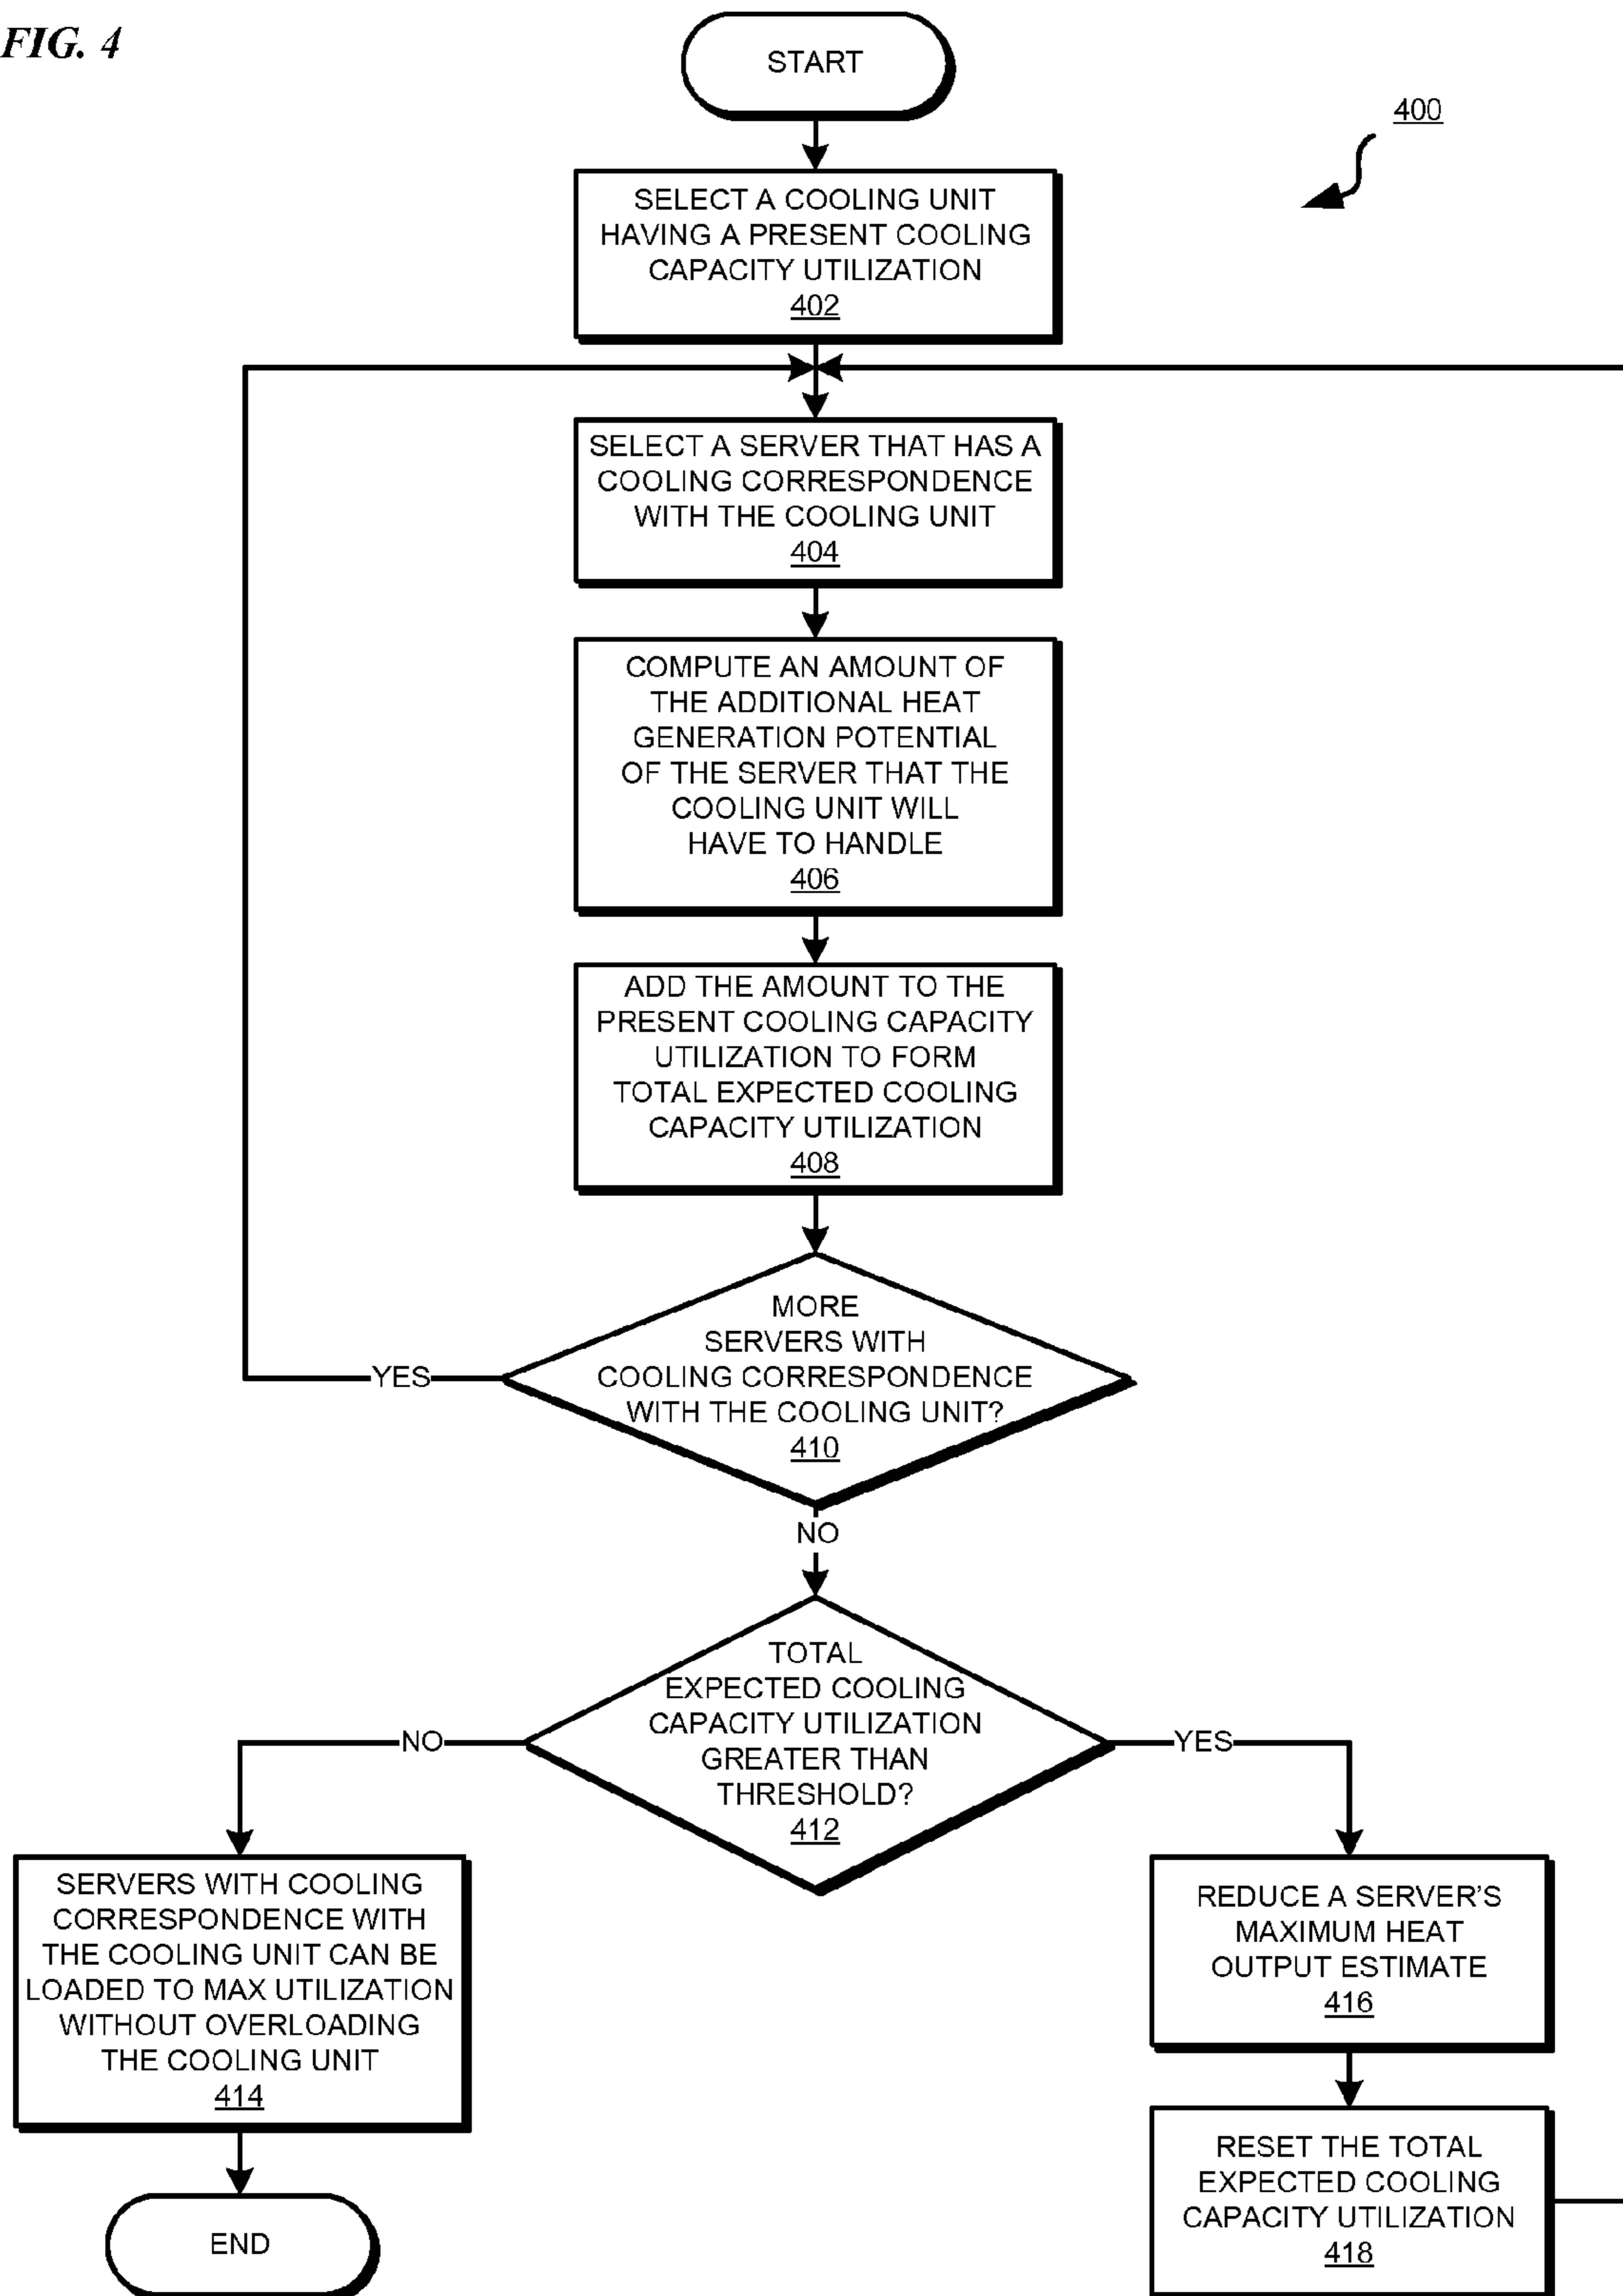 FIG. 4
START
400
SELECT A COOLING UNIT
HAVING A PRESENT COOLING
CAPACITY UTILIZATION
402
SELECT A SERVER THAT HAS A
COOLING CORRESPONDENCE
WITH THE COOLING UNIT
404
COMPUTE AN AMOUNT OF
THE ADDITIONAL HEAT
GENERATION POTENTIAL
OF THE SERVER THAT THE
COOLING UNIT WILL
HAVE TO HANDLE
406
ADD THE AMOUNT TO THE
PRESENT COOLING CAPACITY
UTILIZATION TO FORM
TOTAL EXPECTED COOLING
CAPACITY UTILIZATION
408
MORE
SERVERS WITH
COOLING CORRESPONDENCE
WITH THE COOLING UNIT?
410
YES
NO
TOTAL
EXPECTED COOLING
CAPACITY UTILIZATION
GREATER THAN
THRESHOLD?
412
NO
YES
SERVERS WITH COOLING
CORRESPONDENCE WITH
THE COOLING UNIT CAN BE
LOADED TO MAX UTILIZATION
WITHOUT OVERLOADING
THE COOLING UNIT
414
REDUCE A SERVER'S
MAXIMUM HEAT
OUTPUT ESTIMATE
416
RESET THE TOTAL
EXPECTED COOLING
CAPACITY UTILIZATION
418
END